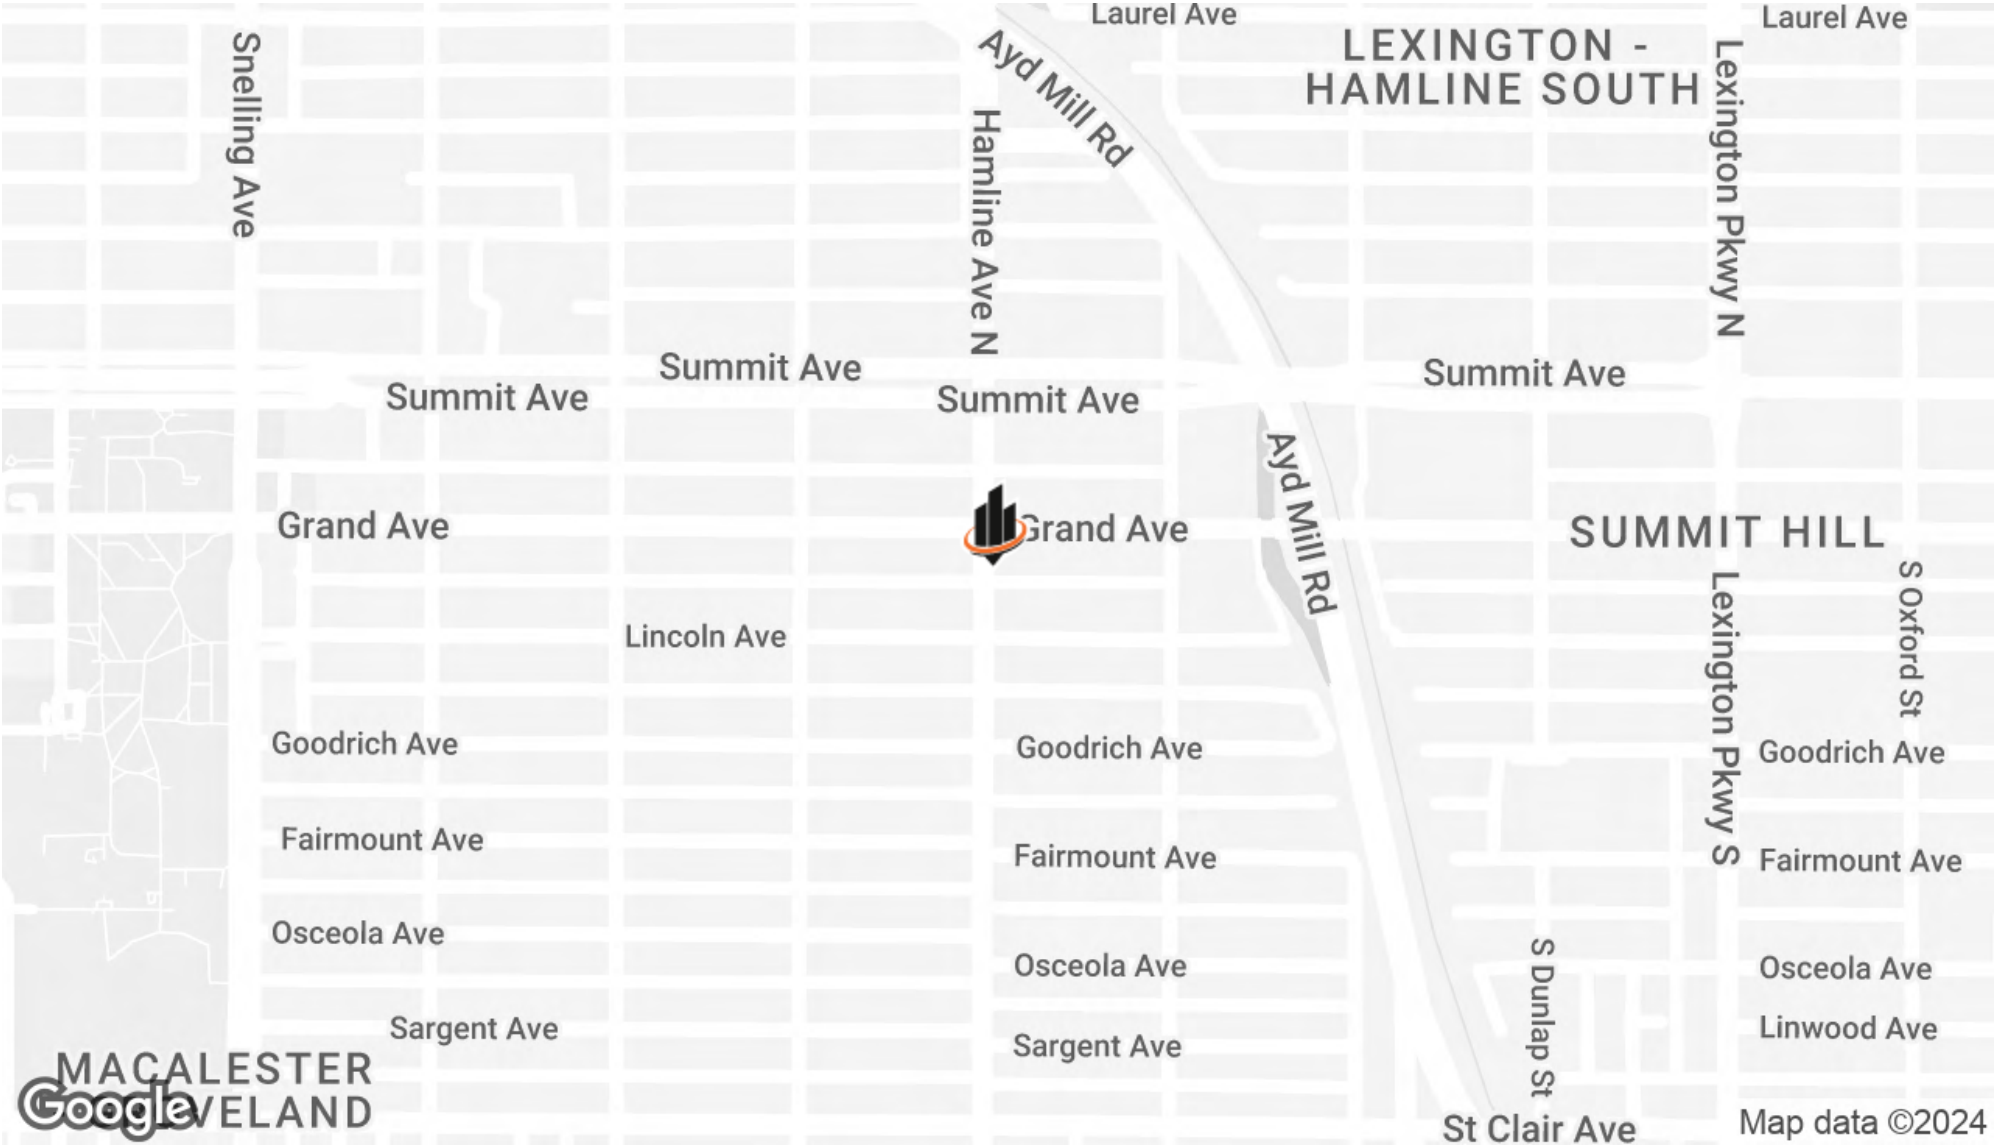 Laurel Ave
Laurel Ave
LEXINGTON -
HAMLINE SOUTH
Snelling Ave
Ayd Mill Rd
Lexington Pkwy N
Hamline Ave N
Summit Ave
Summit Ave
Summit Ave
Summit Ave
Grand Ave
Grand Ave
Ayd Mill Rd
SUMMIT HILL
S Oxford St
Lexington Pkwy S
Lincoln Ave
Goodrich Ave
Goodrich Ave
Goodrich Ave
Fairmount Ave
Fairmount Ave
Fairmount Ave
Osceola Ave
Osceola Ave
Osceola Ave
S Dunlap St
Sargent Ave
Sargent Ave
Linwood Ave
MACALESTER
VELAND
Google
St Clair Ave
Map data ©2024